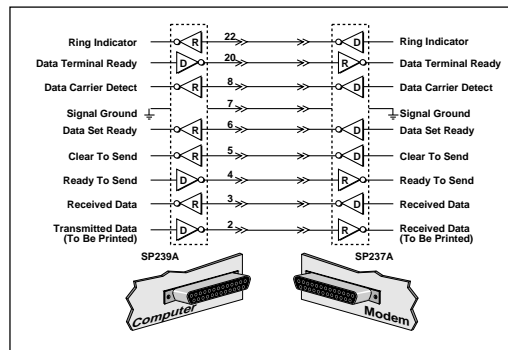 Ring Indicator R 22 D Ring Indicator
Data Terminal Ready D 20 R Data Terminal Ready
Data Carrier Detect R 8 D Data Carrier Detect
Signal Ground 7 Signal Ground
Data Set Ready R 6 D Data Set Ready
Clear To Send R 5 D Clear To Send
Ready To Send D 4 R Ready To Send
Received Data R 3 D Received Data
Transmitted Data D 2 R Received Data
(To Be Printed) (To Be Printed)
SP239A SP237A
Computer Modem